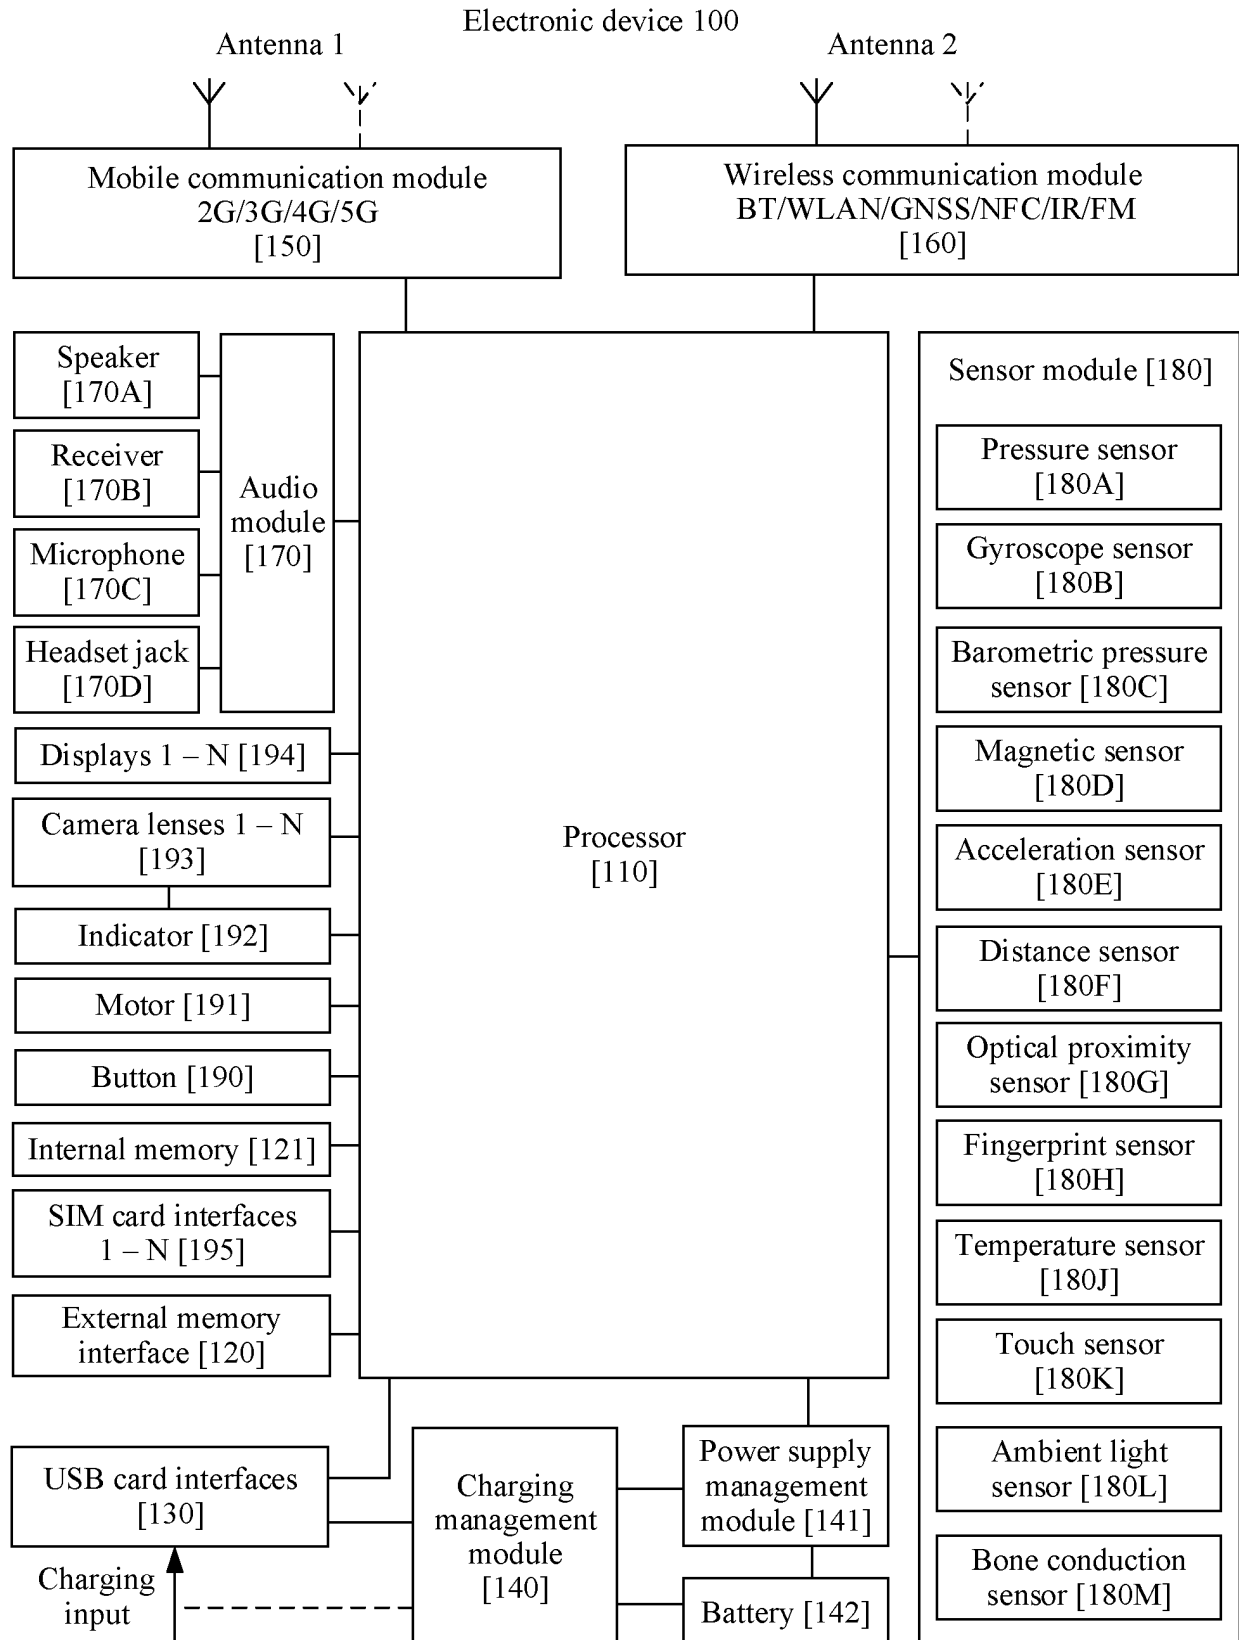 Electronic device 100
Antenna 1
Antenna 2
Mobile communication module
2G/3G/4G/5G
[150]
Wireless communication module
BT/WLAN/GNSS/NFC/IR/FM
[160]
Speaker
[170A]
Receiver
[170B]
Microphone
[170C]
Headset jack
[170D]
Audio
module
[170]
Displays 1 – N [194]
Camera lenses 1 – N
[193]
Indicator [192]
Motor [191]
Button [190]
Internal memory [121]
SIM card interfaces
1 – N [195]
External memory
interface [120]
Processor
[110]
Sensor module [180]
Pressure sensor
[180A]
Gyroscope sensor
[180B]
Barometric pressure
sensor [180C]
Magnetic sensor
[180D]
Acceleration sensor
[180E]
Distance sensor
[180F]
Optical proximity
sensor [180G]
Fingerprint sensor
[180H]
Temperature sensor
[180J]
Touch sensor
[180K]
Ambient light
sensor [180L]
Bone conduction
sensor [180M]
USB card interfaces
[130]
Charging
input
Charging
management
module
[140]
Power supply
management
module [141]
Battery [142]